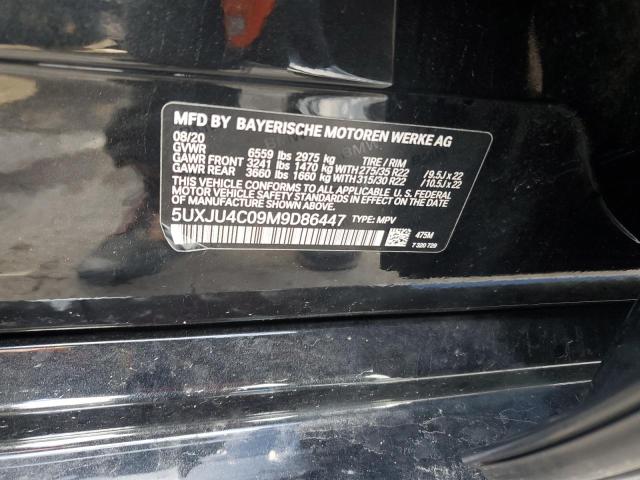 MFD BY BAYERISCHE MOTOREN WERKE AG
08/20
GVWR 6559 lbs 2975 kg TIRE / RIM
GAWR FRONT 3241 lbs 1470 kg WITH 275/35 R22 /9.5J x 22
GAWR REAR 3660 lbs 1660 kg WITH 315/30 R22 /10.5J x 22
THIS VEHICLE CONFORMS TO ALL APPLICABLE U.S. FEDERAL
MOTOR VEHICLE SAFETY STANDARDS IN EFFECT ON THE
DATE OF MANUFACTURE SHOWN ABOVE.
5UXJU4C09M9D86447 TYPE: MPV
475M
7 320 729